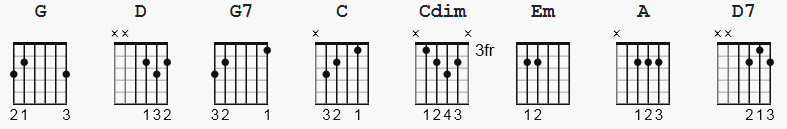 G D G7 C Cdim Em A D7
x x x x x x x x
3fr
21 3 132 32 1 32 1 1243 12 123 213